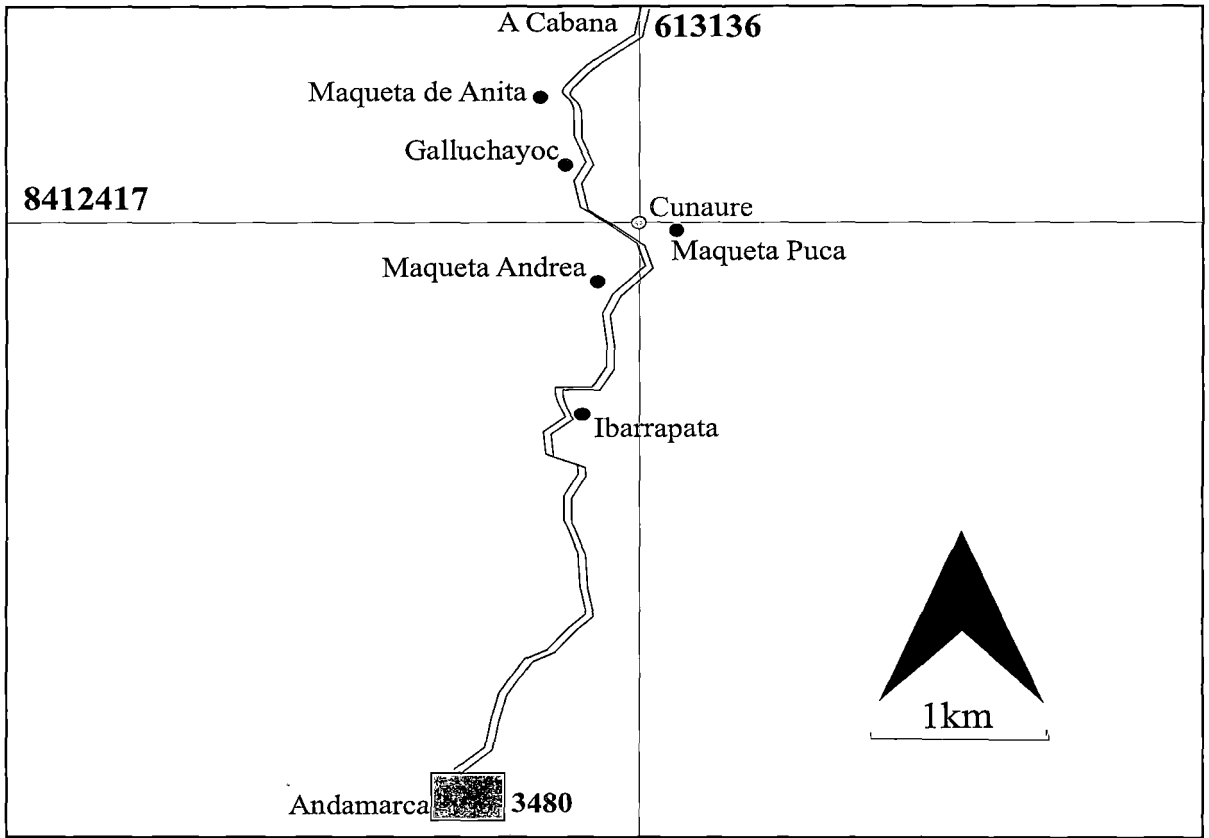 A Cabana
613136
Maqueta de Anita
Galluchayoc
8412417
Cunaure
Maqueta Puca
Maqueta Andrea
Ibarrapata
1km
Andamarca
3480